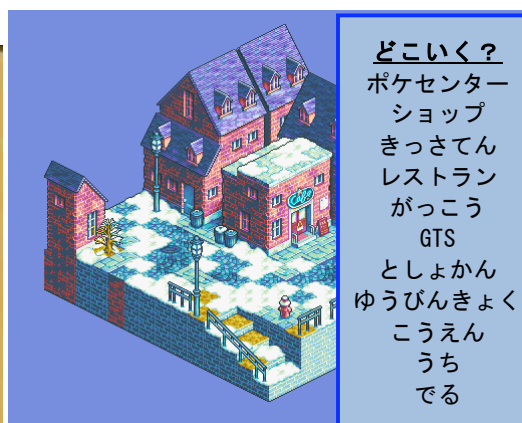 どこいく？
ポケセンター
ショップ
きっさてん
レストラン
がっこう
GTS
としょかん
ゆうびんきょく
こうえん
うち
でる